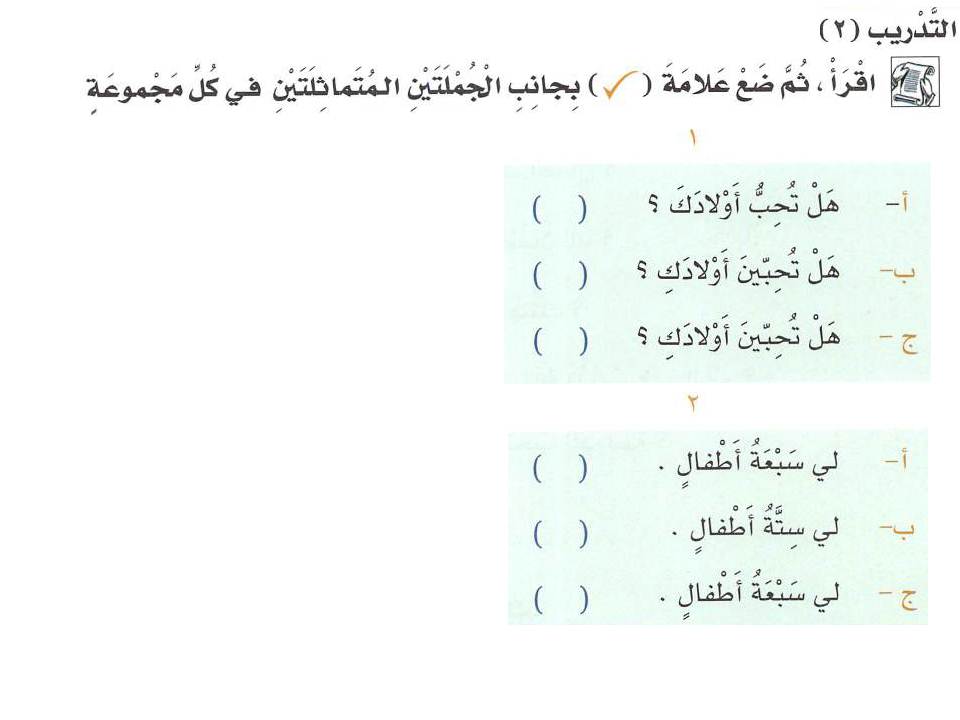 التَّدْريب (٢)
اقْرَأْ، ثُمَّ ضَعْ عَلامَةَ (✓) بِجانِبِ الْجُمْلَتَيْنِ المُتَماثِلَتَيْنِ في كُلِّ مَجْموعَةٍ
١
أ- هَلْ تُحِبُّ أَوْلادَكَ ؟ ( )
ب- هَلْ تُحِبّينَ أَوْلادَكِ ؟ ( )
ج- هَلْ تُحِبّينَ أَوْلادَكِ ؟ ( )
٢
أ- لي سَبْعَةُ أَطْفالٍ . ( )
ب- لي سِتَّةُ أَطْفالٍ . ( )
ج- لي سَبْعَةُ أَطْفالٍ . ( )